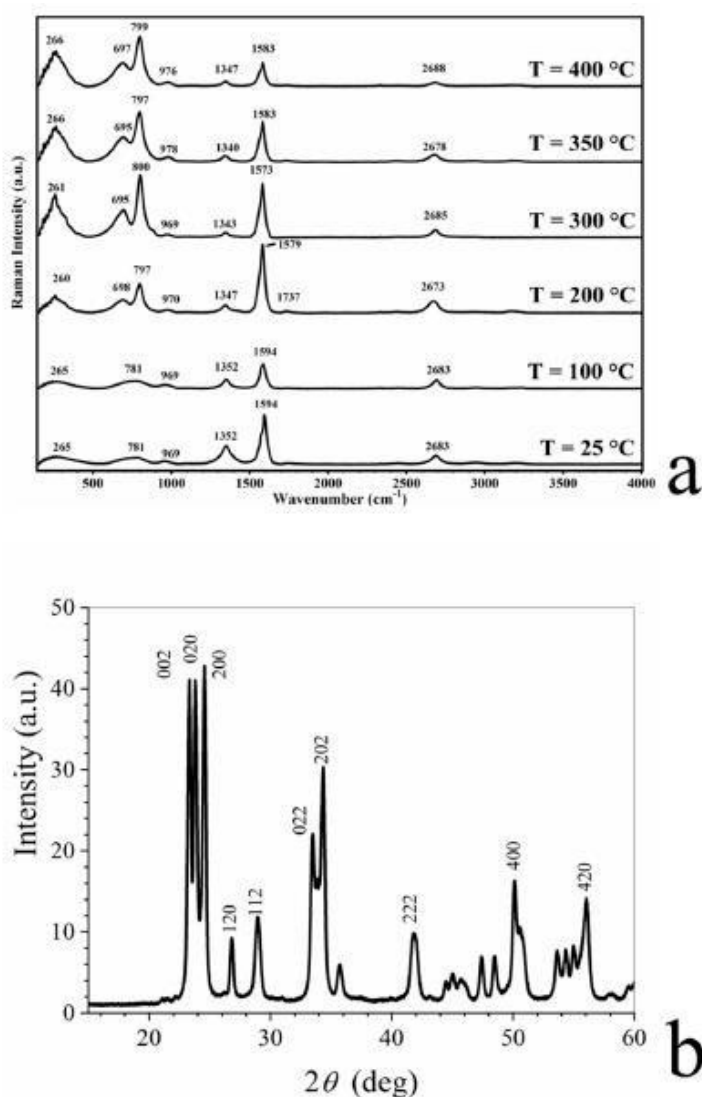 799
266 697 1583
976 1347 2688 T = 400 °C
797
266 695 1583
978 1340 2678 T = 350 °C
800
261 695 1573
969 1343 2685 T = 300 °C
1579
797
260 698 970 1347 1737 2673 T = 200 °C
1594
265 781 969 1352 2683 T = 100 °C
1594
265 781 969 1352 2683 T = 25 °C
Raman Intensity (a.u.)
500 1000 1500 2000 2500 3000 3500 4000
Wavenumber (cm⁻¹)
a
50
40
30
20
10
0
Intensity (a.u.)
002 020 200
120 112
022 202
222
400
420
20 30 40 50 60
2θ (deg)
b